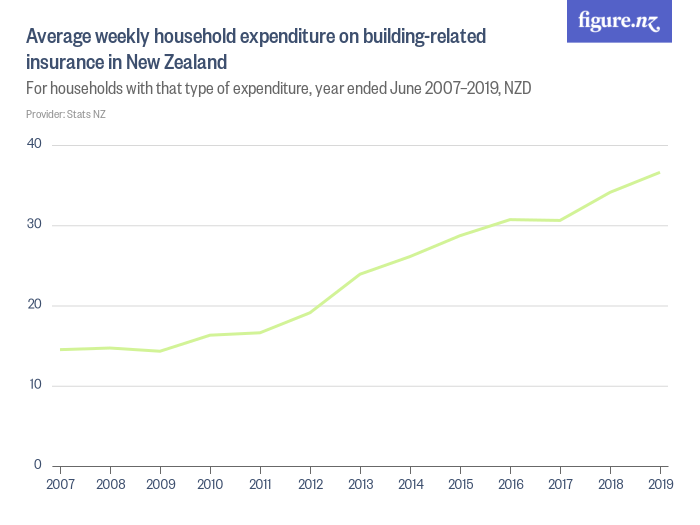 figure.nz
Average weekly household expenditure on building-related
insurance in New Zealand
For households with that type of expenditure, year ended June 2007–2019, NZD
Provider: Stats NZ
40
30
20
10
0
2007 2008 2009 2010 2011 2012 2013 2014 2015 2016 2017 2018 2019